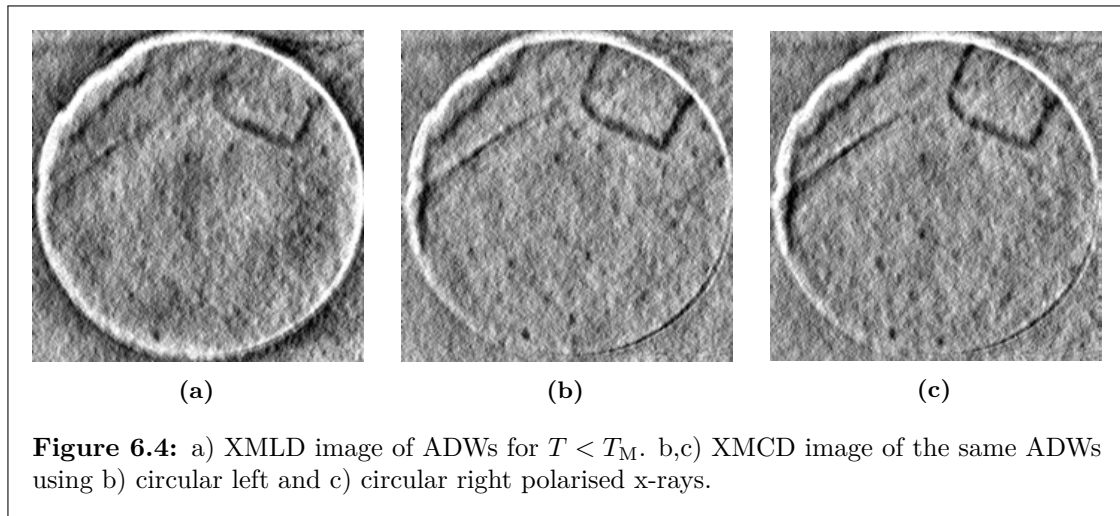 (a)
(b)
(c)
Figure 6.4: a) XMLD image of ADWs for T < T_M. b,c) XMCD image of the same ADWs
using b) circular left and c) circular right polarised x-rays.